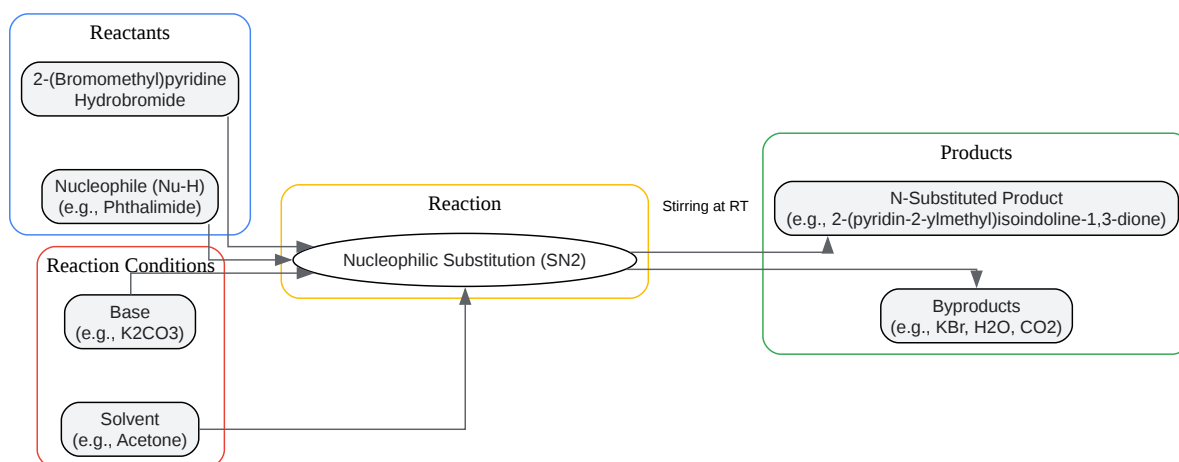 Reactants
2-(Bromomethyl)pyridine
Hydrobromide
Nucleophile (Nu-H)
(e.g., Phthalimide)
Reaction Conditions
Base
(e.g., K2CO3)
Solvent
(e.g., Acetone)
Reaction
Nucleophilic Substitution (SN2)
Stirring at RT
Products
N-Substituted Product
(e.g., 2-(pyridin-2-ylmethyl)isoindoline-1,3-dione)
Byproducts
(e.g., KBr, H2O, CO2)